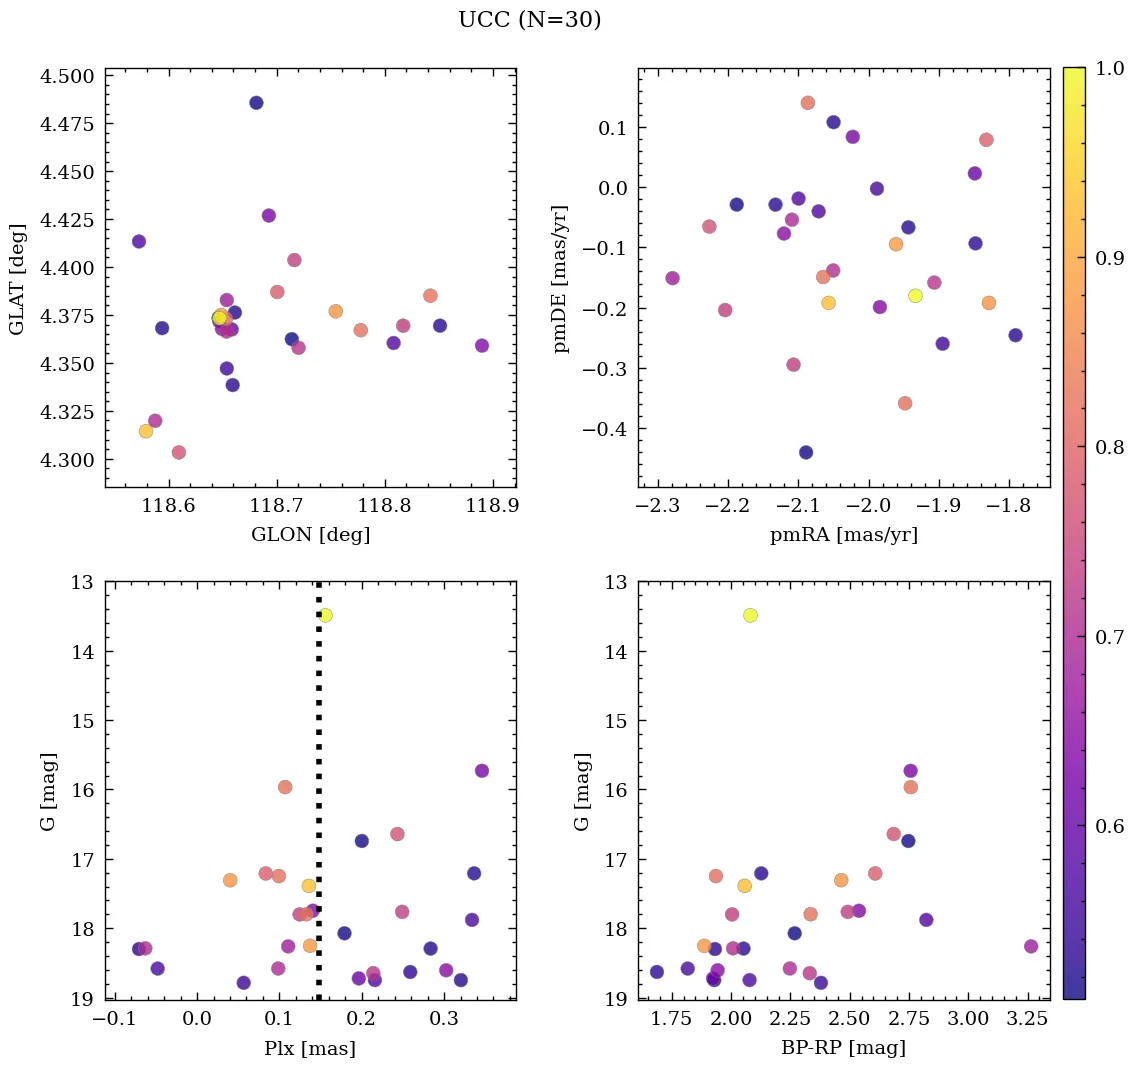 UCC (N=30)
4.500
4.475
4.450
4.425
4.400
4.375
4.350
4.325
4.300
GLAT [deg]
118.6 118.7 118.8 118.9
GLON [deg]
0.1
0.0
−0.1
−0.2
−0.3
−0.4
pmDE [mas/yr]
−2.3 −2.2 −2.1 −2.0 −1.9 −1.8
pmRA [mas/yr]
13
14
15
16
17
18
19
G [mag]
−0.1 0.0 0.1 0.2 0.3
Plx [mas]
13
14
15
16
17
18
19
G [mag]
1.75 2.00 2.25 2.50 2.75 3.00 3.25
BP-RP [mag]
1.0
0.9
0.8
0.7
0.6